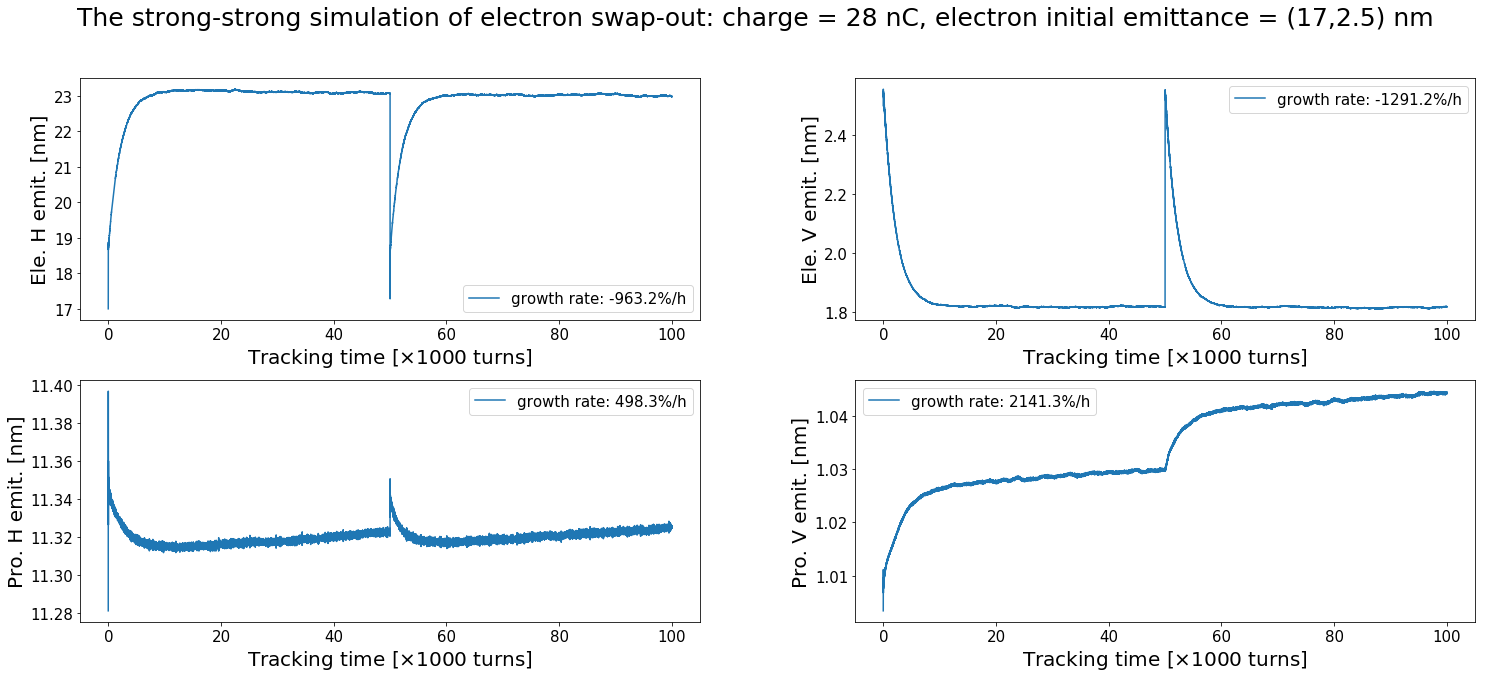 The strong-strong simulation of electron swap-out: charge = 28 nC, electron initial emittance = (17,2.5) nm
Ele. H emit. [nm]
23
22
21
20
19
18
17
growth rate: -963.2%/h
0 20 40 60 80 100
Tracking time [×1000 turns]
Ele. V emit. [nm]
2.4
2.2
2.0
1.8
growth rate: -1291.2%/h
0 20 40 60 80 100
Tracking time [×1000 turns]
Pro. H emit. [nm]
11.40
11.38
11.36
11.34
11.32
11.30
11.28
growth rate: 498.3%/h
0 20 40 60 80 100
Tracking time [×1000 turns]
Pro. V emit. [nm]
1.04
1.03
1.02
1.01
growth rate: 2141.3%/h
0 20 40 60 80 100
Tracking time [×1000 turns]